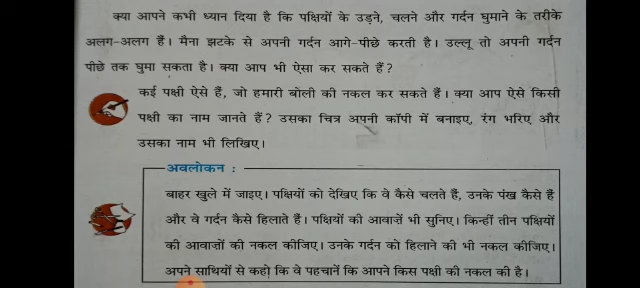 क्या आपने कभी ध्यान दिया है कि पक्षियों के उड़ने, चलने और गर्दन घुमाने के तरीके
अलग-अलग हैं। मैना झटके से अपनी गर्दन आगे-पीछे करती है। उल्लू तो अपनी गर्दन
पीछे तक घुमा सकता है। क्या आप भी ऐसा कर सकते हैं?
कई पक्षी ऐसे हैं, जो हमारी बोली की नकल कर सकते हैं। क्या आप ऐसे किसी
पक्षी का नाम जानते हैं? उसका चित्र अपनी कॉपी में बनाइए, रंग भरिए और
उसका नाम भी लिखिए।
अवलोकन :
बाहर खुले में जाइए। पक्षियों को देखिए कि वे कैसे चलते हैं, उनके पंख कैसे हैं
और वे गर्दन कैसे हिलाते हैं। पक्षियों की आवाज़ें भी सुनिए। किन्हीं तीन पक्षियों
की आवाज़ों की नकल कीजिए। उनके गर्दन को हिलाने की भी नकल कीजिए।
अपने साथियों से कहो कि वे पहचानें कि आपने किस पक्षी की नकल की है।